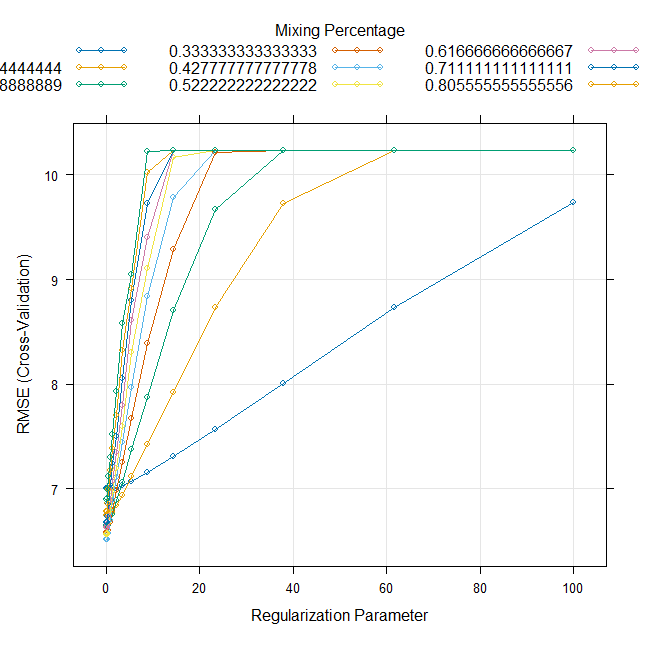 Mixing Percentage
0.333333333333333 0.616666666666667
4444444 0.427777777777778 0.711111111111111
8888889 0.522222222222222 0.805555555555556
10
9
8
7
RMSE (Cross-Validation)
0 20 40 60 80 100
Regularization Parameter